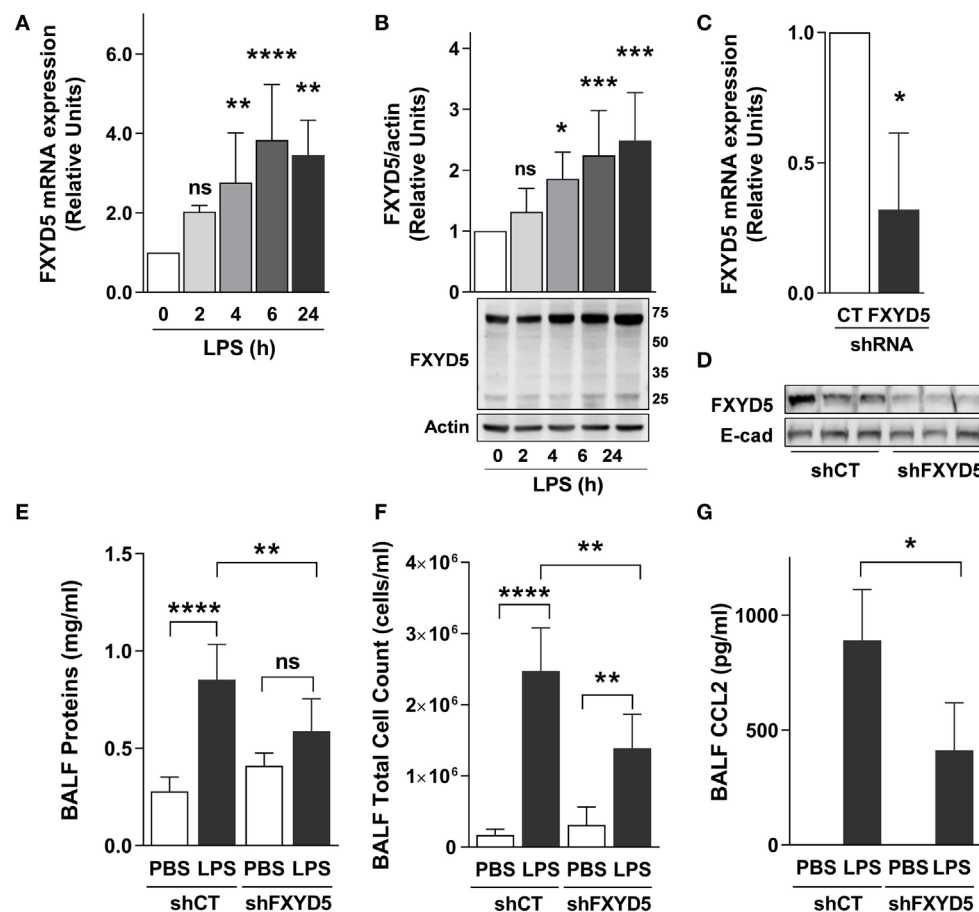 A
FXYD5 mRNA expression
(Relative Units)
6.0
4.0
2.0
0.0
ns
**
****
**
0 2 4 6 24
LPS (h)
B
FXYD5/actin
(Relative Units)
4
3
2
1
0
ns
*
***
***
FXYD5
75
50
35
25
Actin
0 2 4 6 24
LPS (h)
C
FXYD5 mRNA expression
(Relative Units)
1.0
0.5
0.0
*
CT FXYD5
shRNA
D
FXYD5
E-cad
shCT shFXYD5
E
BALF Proteins (mg/ml)
1.5
1.0
0.5
0.0
**
****
ns
PBS LPS PBS LPS
shCT shFXYD5
F
BALF Total Cell Count (cells/ml)
4×10⁶
3×10⁶
2×10⁶
1×10⁶
0
**
****
**
PBS LPS PBS LPS
shCT shFXYD5
G
BALF CCL2 (pg/ml)
1000
500
0
*
PBS LPS PBS LPS
shCT shFXYD5